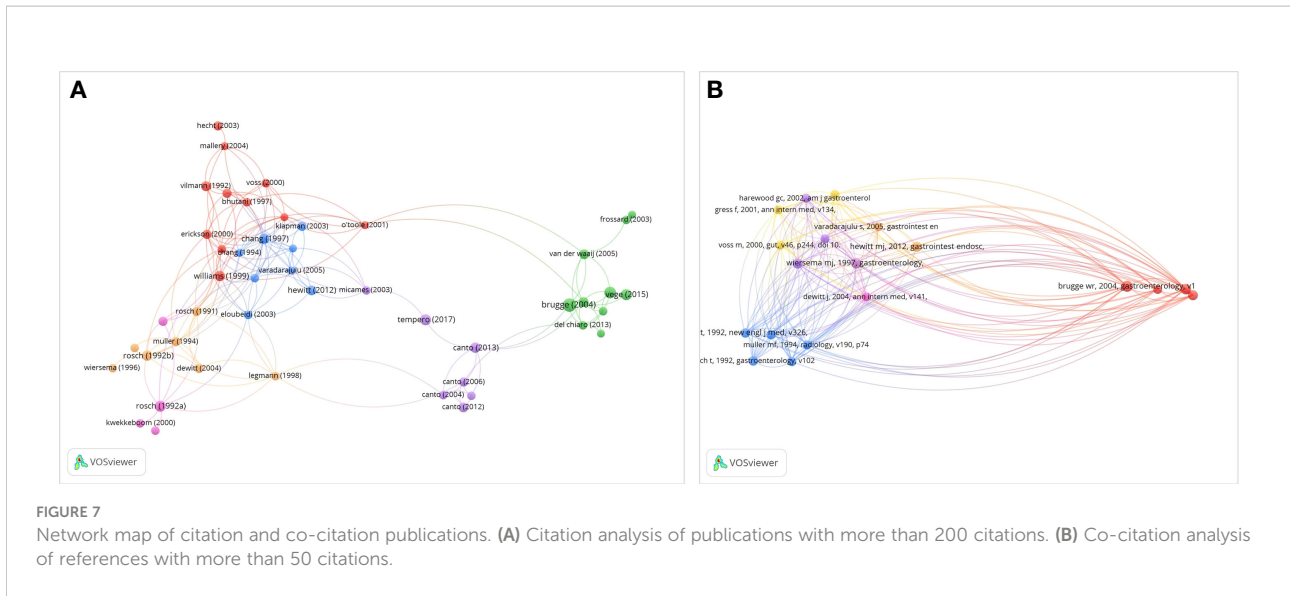 A
hecht (2003)
mallery (2004)
vilmann (1992)
voss (2000)
bhutani (1997)
klapman (2003)
o'toole (2001)
erickson (2000)
chang (1997)
chang (1994)
williams (1999)
varadarajulu (2005)
hewitt (2012)
micames (2003)
rosch (1991)
eloubeidi (2003)
tempero (2017)
muller (1994)
rosch (1992b)
wiersema (1996)
dewitt (2004)
legmann (1998)
canto (2013)
canto (2006)
canto (2004)
canto (2012)
rosch (1992a)
kwekkeboom (2000)
frossard (2003)
van der waaij (2005)
brugge (2004)
vege (2015)
del chiaro (2013)
VOSviewer
B
harewood gc, 2002, am j gastroenterol
gress f, 2001, ann intern med, v134,
varadarajulu s, 2005, gastrointest en
voss m, 2000, gut, v46, p244, doi 10.
hewitt mj, 2012, gastrointest endosc,
wiersema mj, 1997, gastroenterology,
brugge wr, 2004, gastroenterology, v1
dewitt j, 2004, ann intern med, v141,
t, 1992, new engl j med, v326,
muller mf, 1994, radiology, v190, p74
ch t, 1992, gastroenterology, v102
VOSviewer
FIGURE 7
Network map of citation and co-citation publications. (A) Citation analysis of publications with more than 200 citations. (B) Co-citation analysis
of references with more than 50 citations.